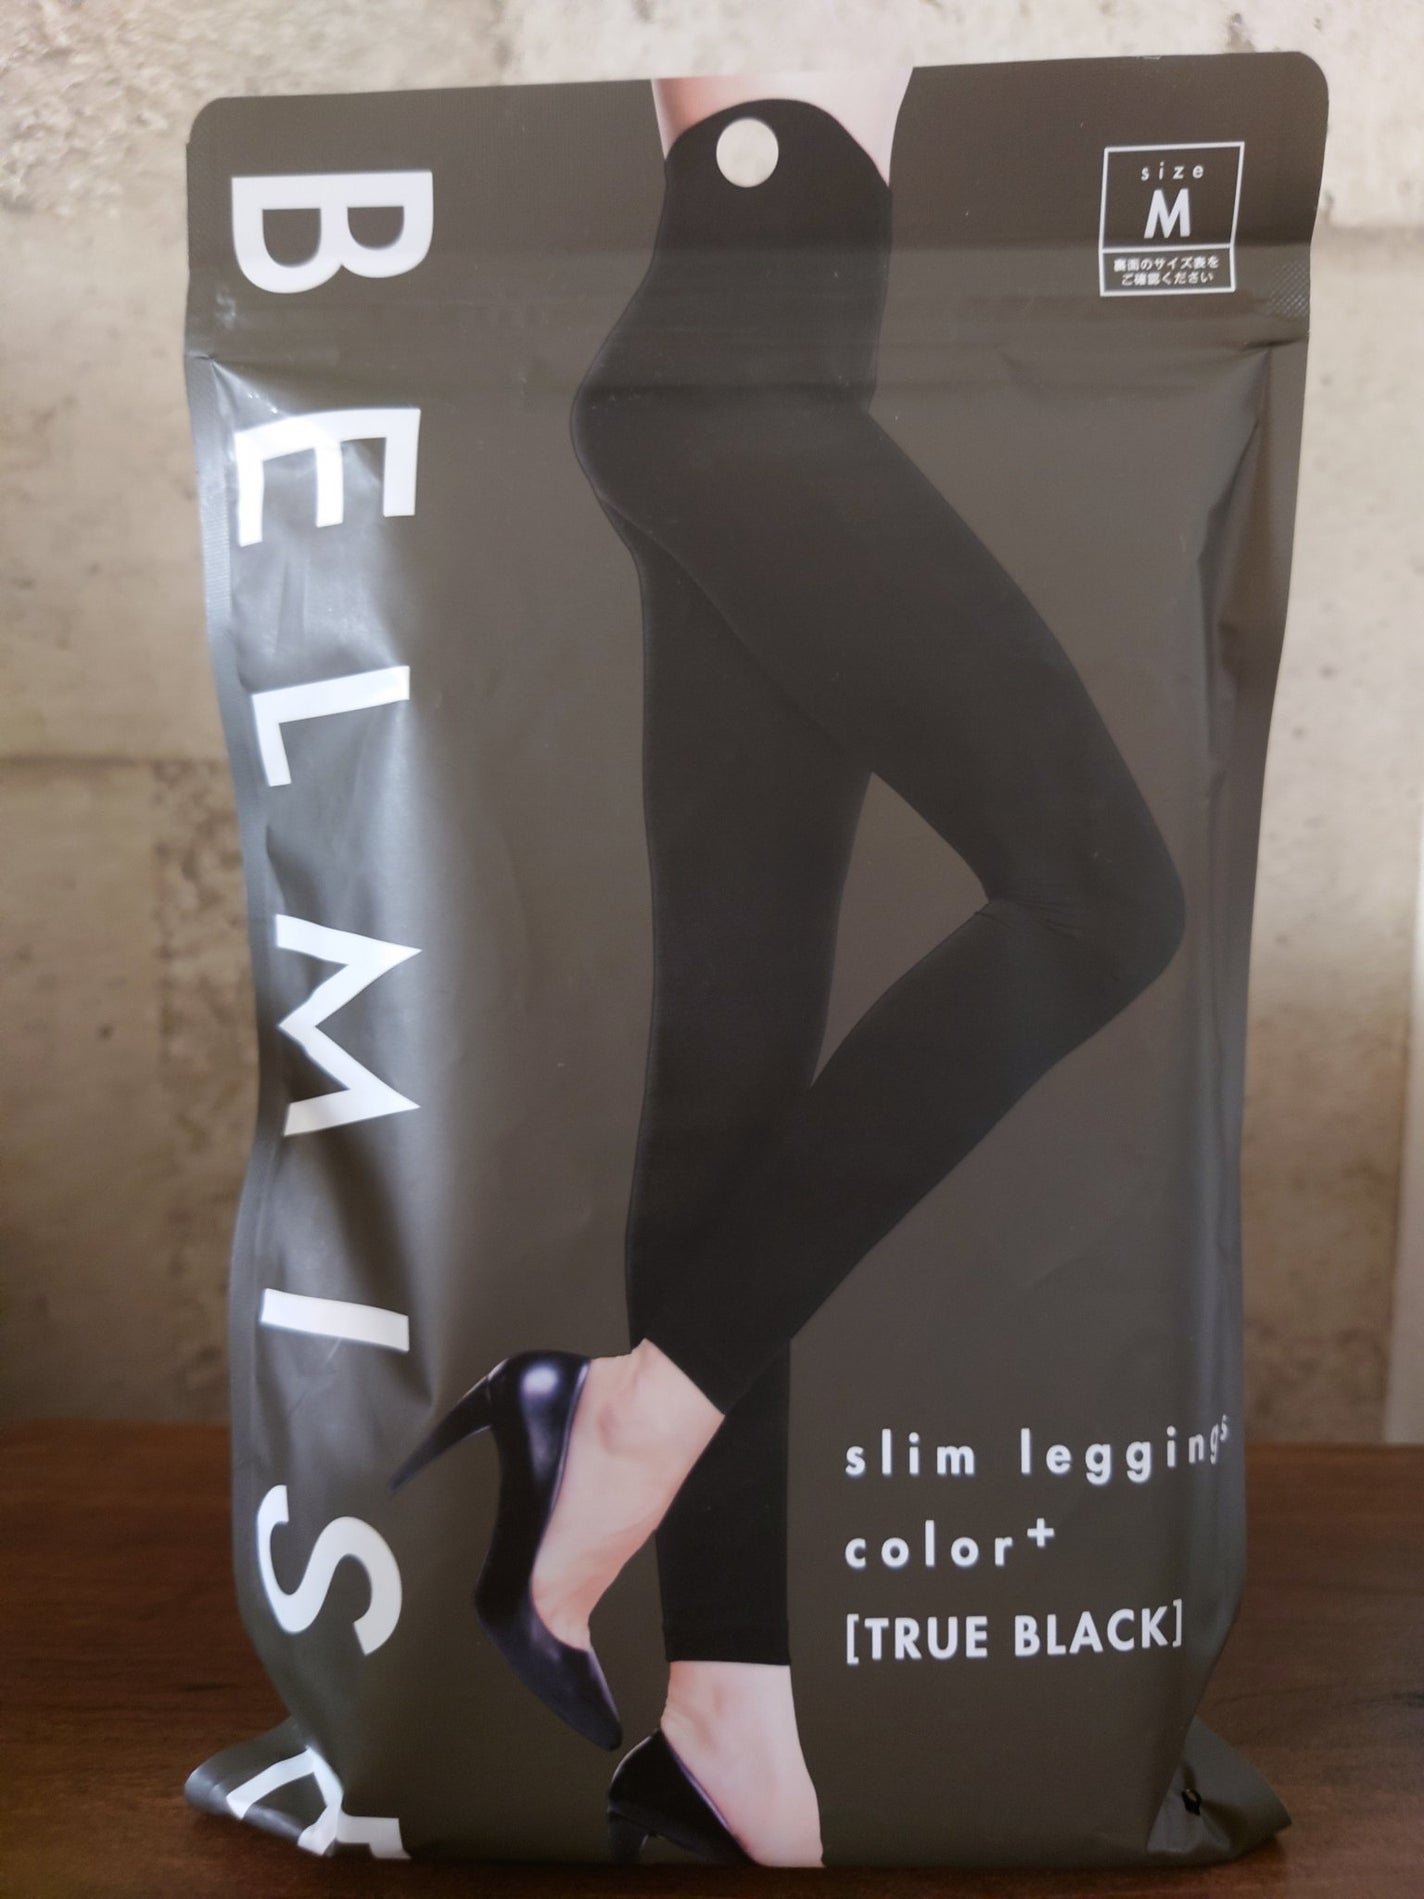 BELMISE
size
M
裏面のサイズ表を
ご確認ください
slim leggings
color+
[TRUE BLACK]